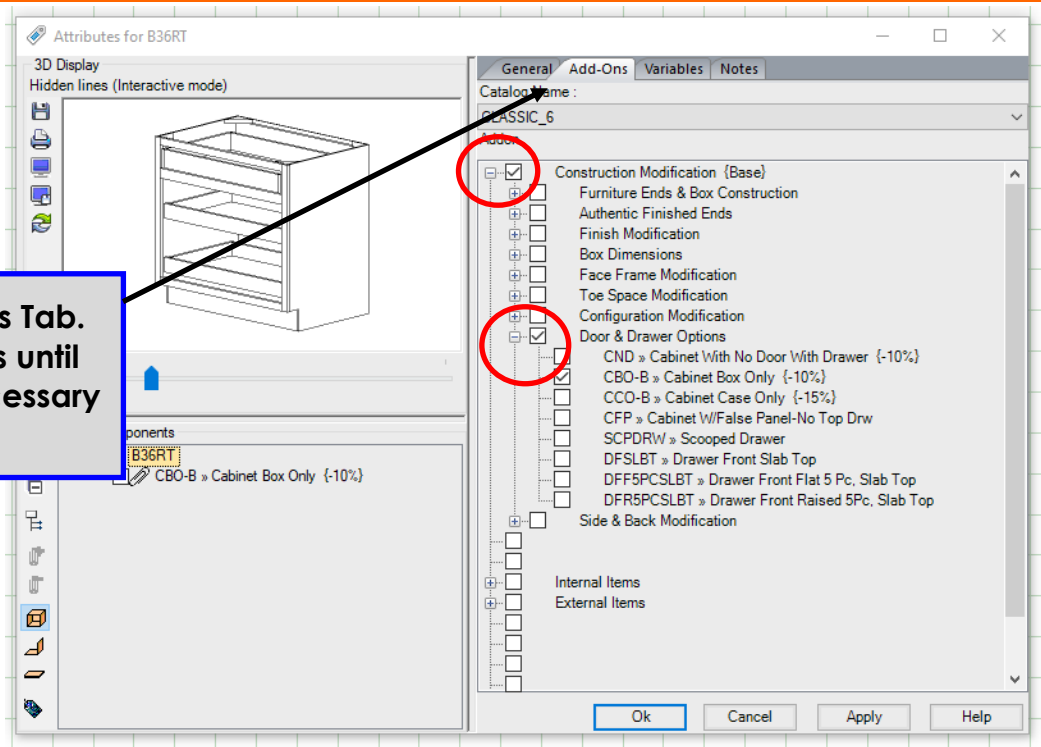 Attributes for B36RT
3D Display
Hidden lines (Interactive mode)
General Add-Ons Variables Notes
Catalog Name :
CLASSIC_6
Addon
Construction Modification {Base}
Furniture Ends & Box Construction
Authentic Finished Ends
Finish Modification
Box Dimensions
Face Frame Modification
Toe Space Modification
Configuration Modification
Door & Drawer Options
CND » Cabinet With No Door With Drawer {-10%}
CBO-B » Cabinet Box Only {-10%}
CCO-B » Cabinet Case Only {-15%}
CFP » Cabinet W/False Panel-No Top Drw
SCPDRW » Scooped Drawer
DFSLBT » Drawer Front Slab Top
DFF5PCSLBT » Drawer Front Flat 5 Pc, Slab Top
DFR5PCSLBT » Drawer Front Raised 5Pc, Slab Top
Side & Back Modification
Internal Items
External Items
s Tab.
s until
cessary
ponents
B36RT
CBO-B » Cabinet Box Only {-10%}
Ok Cancel Apply Help